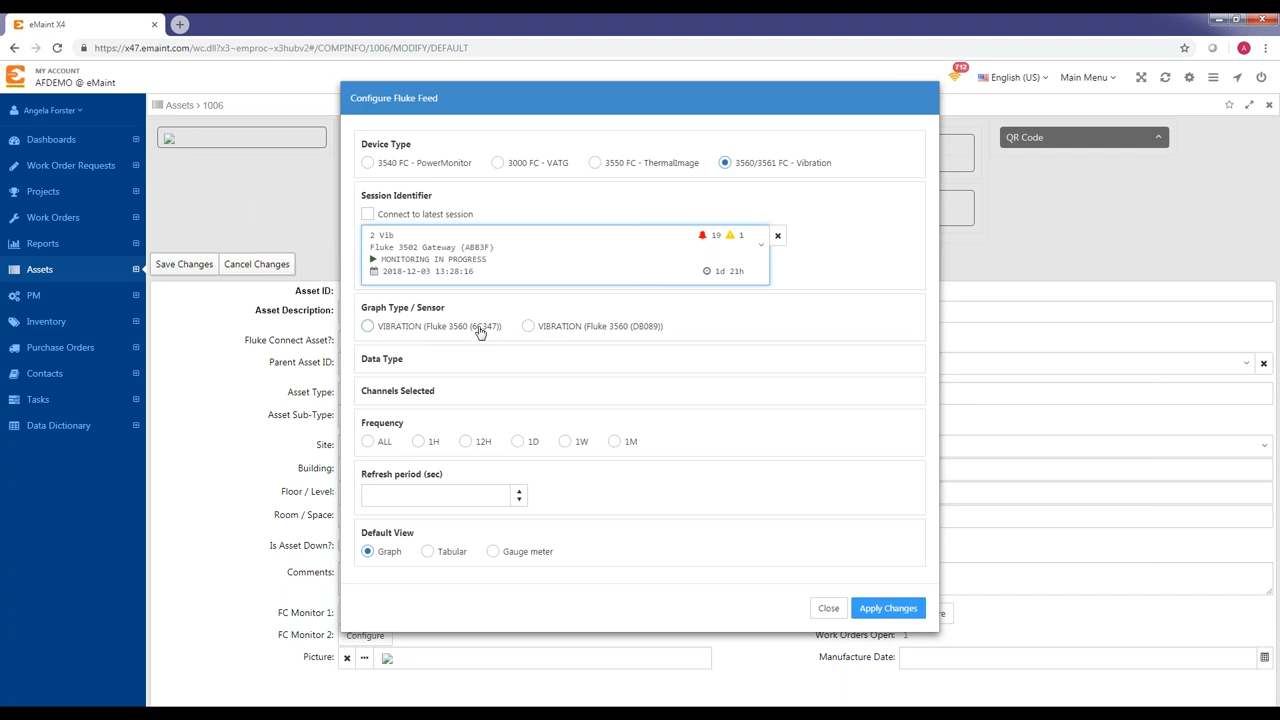 eMaint X4
https://x47.emaint.com/wc.dll?x3~emproc~x3hubv2#/COMPINFO/1006/MODIFY/DEFAULT
A
MY ACCOUNT
AFDEMO @ eMaint
712
English (US)
Main Menu
Angela Forster
Dashboards
Work Order Requests
Projects
Work Orders
Reports
Assets
PM
Inventory
Purchase Orders
Contacts
Tasks
Data Dictionary
Assets > 1006
QR Code
Save Changes
Cancel Changes
Asset ID:
Asset Description:
Fluke Connect Asset?:
Parent Asset ID:
Asset Type:
Asset Sub-Type:
Site:
Building:
Floor / Level:
Room / Space:
Is Asset Down?:
Comments:
FC Monitor 1:
FC Monitor 2:
Configure
Work Orders Open: 1
Picture:
Manufacture Date:
Configure Fluke Feed
Device Type
3540 FC - PowerMonitor
3000 FC - VATG
3550 FC - ThermalImage
3560/3561 FC - Vibration
Session Identifier
Connect to latest session
2 Vib
19
1
Fluke 3502 Gateway (ABB3F)
MONITORING IN PROGRESS
2018-12-03 13:28:16
1d 21h
Graph Type / Sensor
VIBRATION (Fluke 3560 (6C347))
VIBRATION (Fluke 3560 (DB089))
Data Type
Channels Selected
Frequency
ALL
1H
12H
1D
1W
1M
Refresh period (sec)
Default View
Graph
Tabular
Gauge meter
Close
Apply Changes